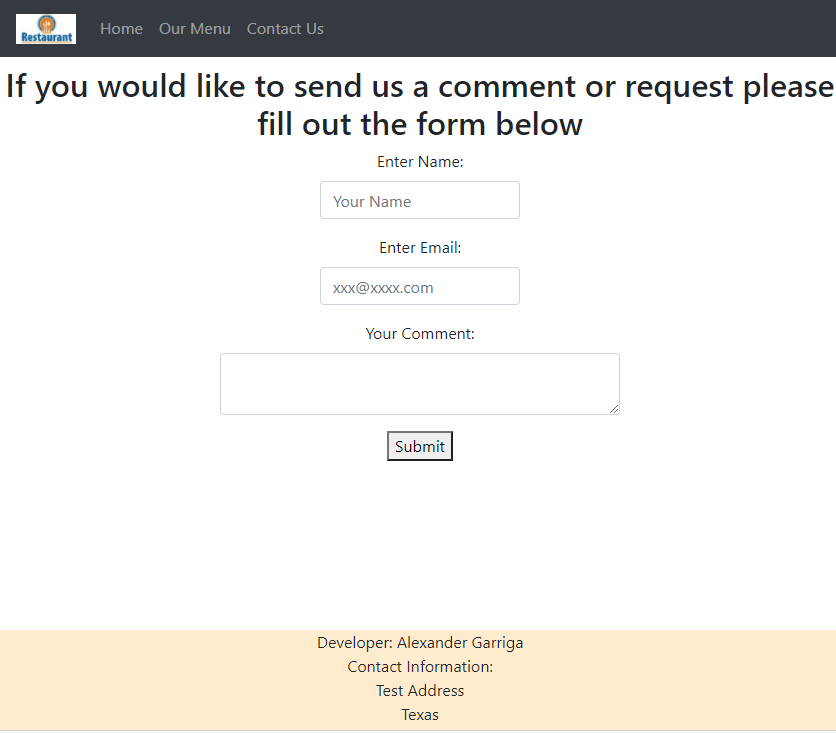 Restaurant
Home Our Menu Contact Us
If you would like to send us a comment or request please
fill out the form below
Enter Name:
Your Name
Enter Email:
xxx@xxxx.com
Your Comment:
Submit
Developer: Alexander Garriga
Contact Information:
Test Address
Texas